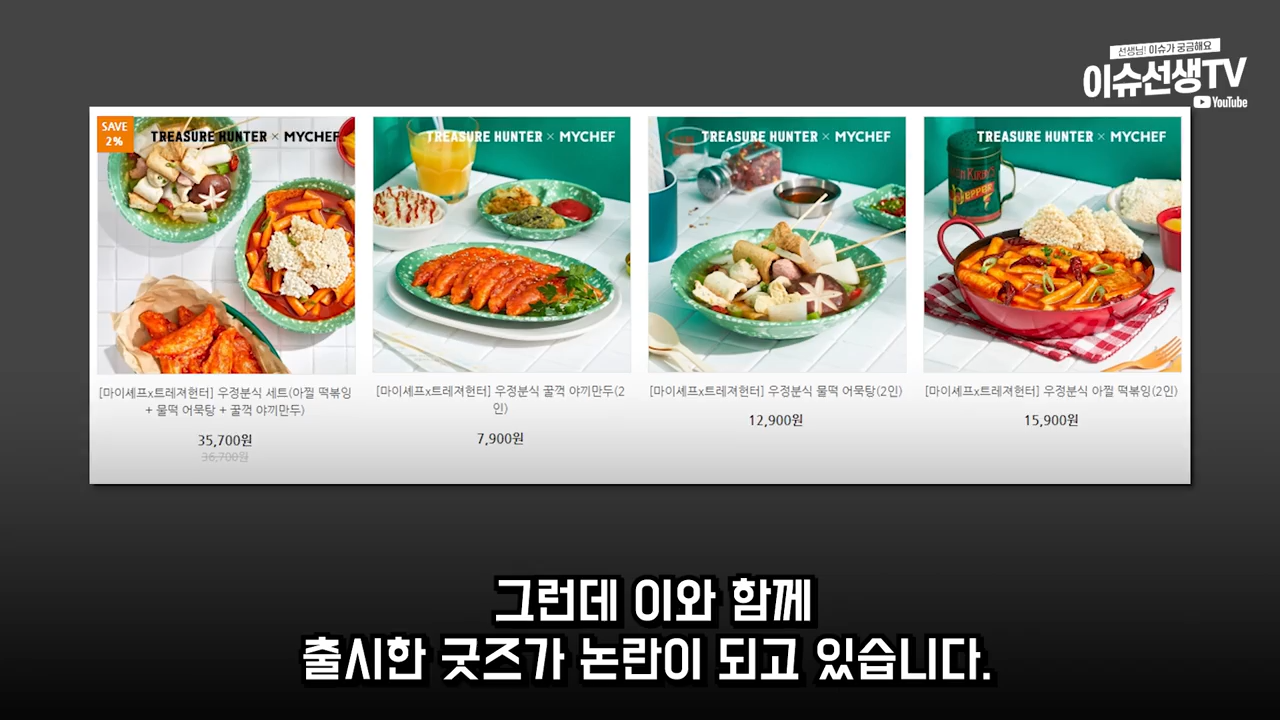 선생님! 이슈가 궁금해요
이슈선생TV
YouTube
SAVE
2%
TREASURE HUNTER × MYCHEF
TREASURE HUNTER × MYCHEF
TREASURE HUNTER × MYCHEF
TREASURE HUNTER × MYCHEF
[마이셰프x트레져헌터] 우정분식 세트(아찔 떡볶잉
+ 물떡 어묵탕 + 꿀꺽 야끼만두)
35,700원
36,700원
[마이셰프x트레져헌터] 우정분식 꿀꺽 야끼만두(2
인)
7,900원
[마이셰프x트레져헌터] 우정분식 물떡 어묵탕(2인)
12,900원
[마이셰프x트레져헌터] 우정분식 아찔 떡볶잉(2인)
15,900원
그런데 이와 함께
출시한 굿즈가 논란이 되고 있습니다.